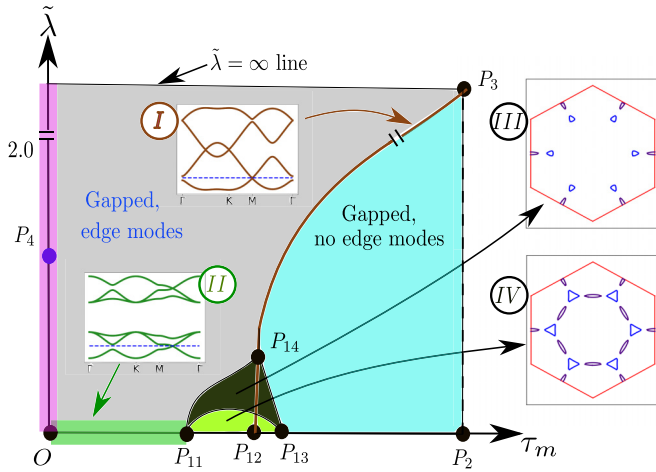 λ̃
λ̃ = ∞ line
P₃
I
III
2.0
Γ K M Γ
Gapped,
edge modes
Gapped,
no edge modes
P₄
II
IV
Γ K M Γ
P₁₄
O
P₁₁
P₁₂
P₁₃
P₂
τₘ